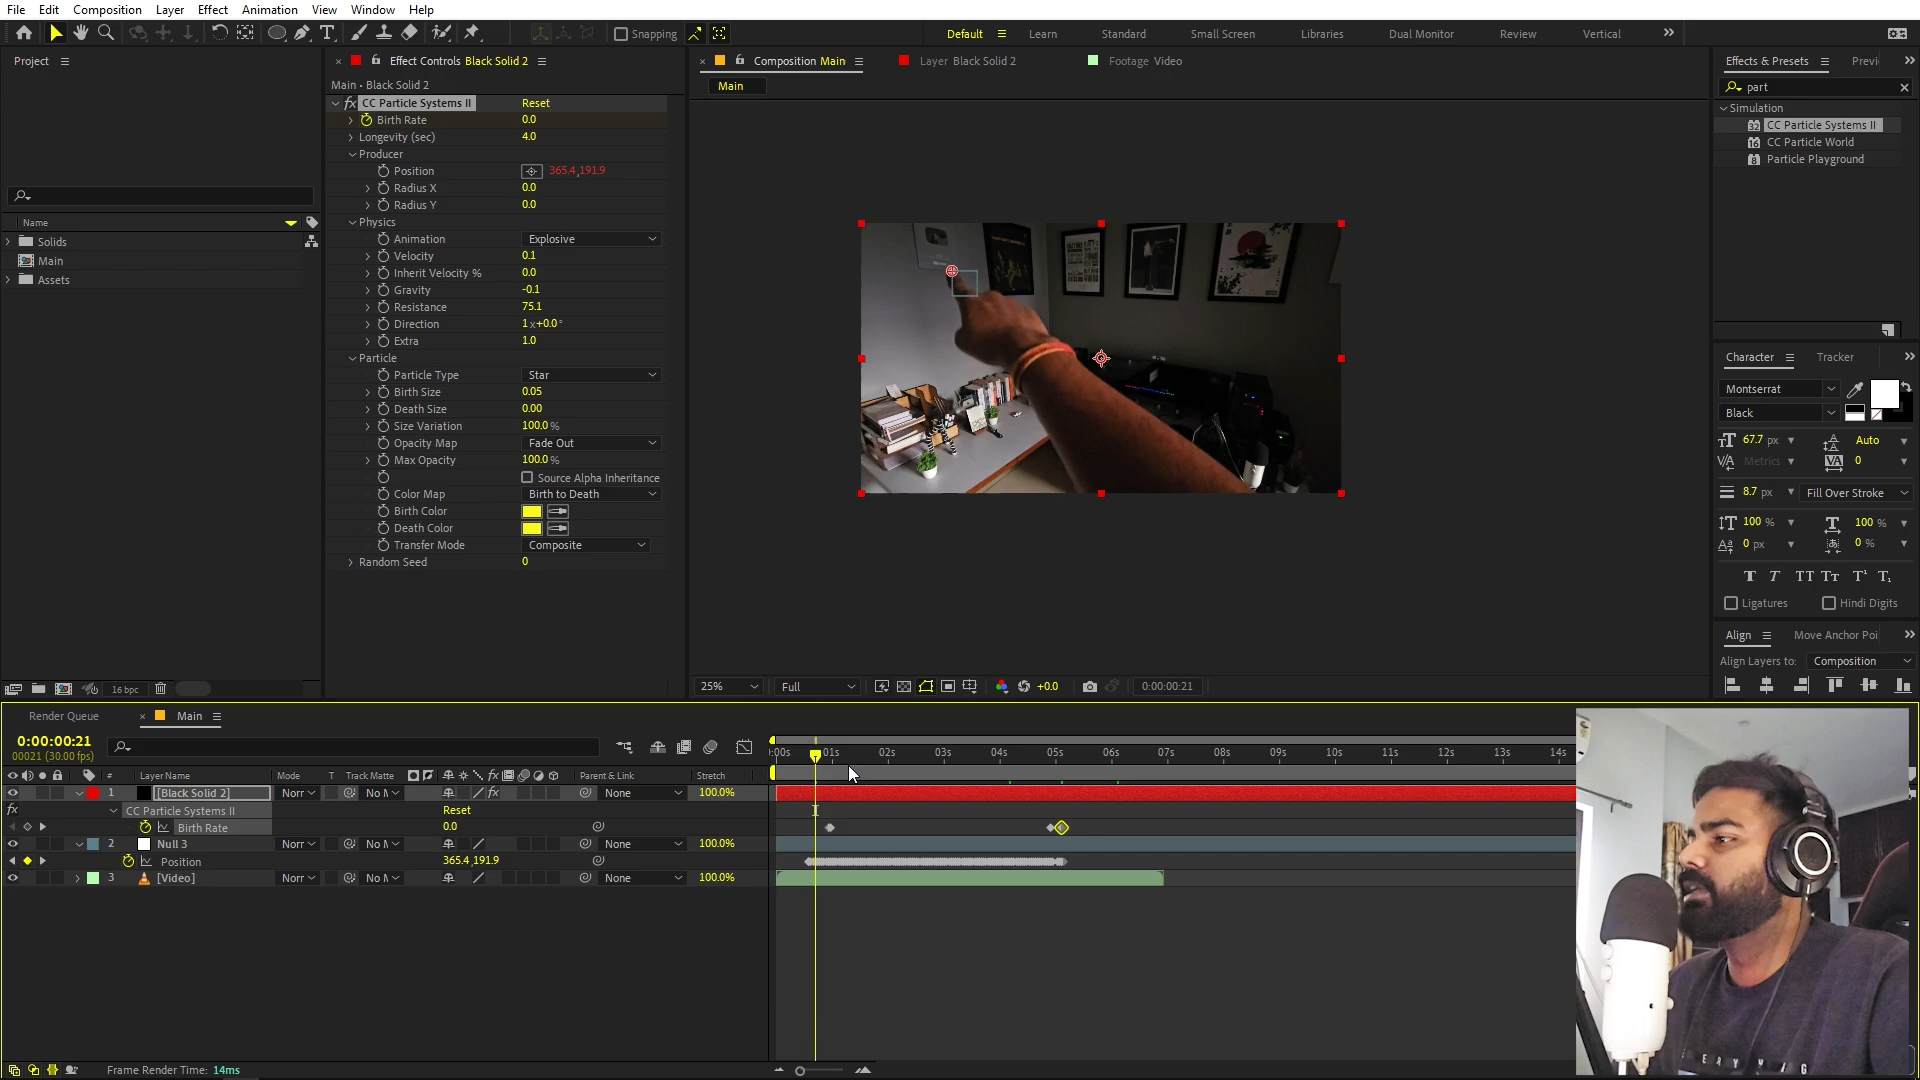 File Edit Composition Layer Effect Animation View Window Help
Snapping Default Learn Standard Small Screen Libraries Dual Monitor Review Vertical
Project
Effect Controls Black Solid 2
Composition Main
Layer Black Solid 2
Footage Video
Effects & Presets
Previ
Main • Black Solid 2
Main
part
fx CC Particle Systems II Reset
Birth Rate 0.0
Longevity (sec) 4.0
Producer
Position 365.4,191.9
Radius X 0.0
Radius Y 0.0
Physics
Animation Explosive
Velocity 0.1
Inherit Velocity % 0.0
Gravity -0.1
Resistance 75.1
Direction 1x+0.0°
Extra 1.0
Particle
Particle Type Star
Birth Size 0.05
Death Size 0.00
Size Variation 100.0 %
Opacity Map Fade Out
Max Opacity 100.0 %
Source Alpha Inheritance
Color Map Birth to Death
Birth Color
Death Color
Transfer Mode Composite
Random Seed 0
Name
Solids
Main
Assets
16 bpc
Simulation
32 CC Particle Systems II
16 CC Particle World
8 Particle Playground
Character
Tracker
Montserrat
Black
67.7 px Auto
Metrics 0
8.7 px Fill Over Stroke
100 % 100 %
0 px 0 %
T T TT Tt T¹ T₁
Ligatures Hindi Digits
Align Move Anchor Poi
Align Layers to: Composition
25% Full +0.0 0:00:00:21
Render Queue Main
0:00:00:21
00021 (30.00 fps)
:00s 01s 02s 03s 04s 05s 06s 07s 08s 09s 10s 11s 12s 13s 14s
# Layer Name Mode T Track Matte fx Parent & Link Stretch
1 [Black Solid 2] Norr No M fx None 100.0%
fx CC Particle Systems II Reset
Birth Rate 0.0
2 Null 3 Norr No M None 100.0%
Position 365.4,191.9
3 [Video] Norr No M None 100.0%
Frame Render Time: 14ms